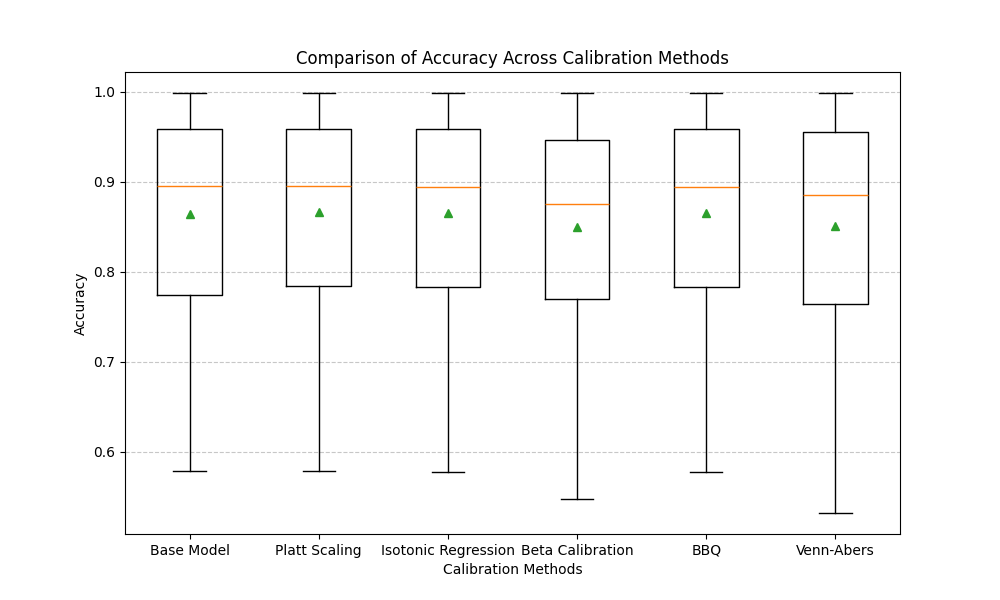 Comparison of Accuracy Across Calibration Methods
1.0
0.9
0.8
0.7
0.6
Accuracy
Base Model Platt Scaling Isotonic Regression Beta Calibration BBQ Venn-Abers
Calibration Methods